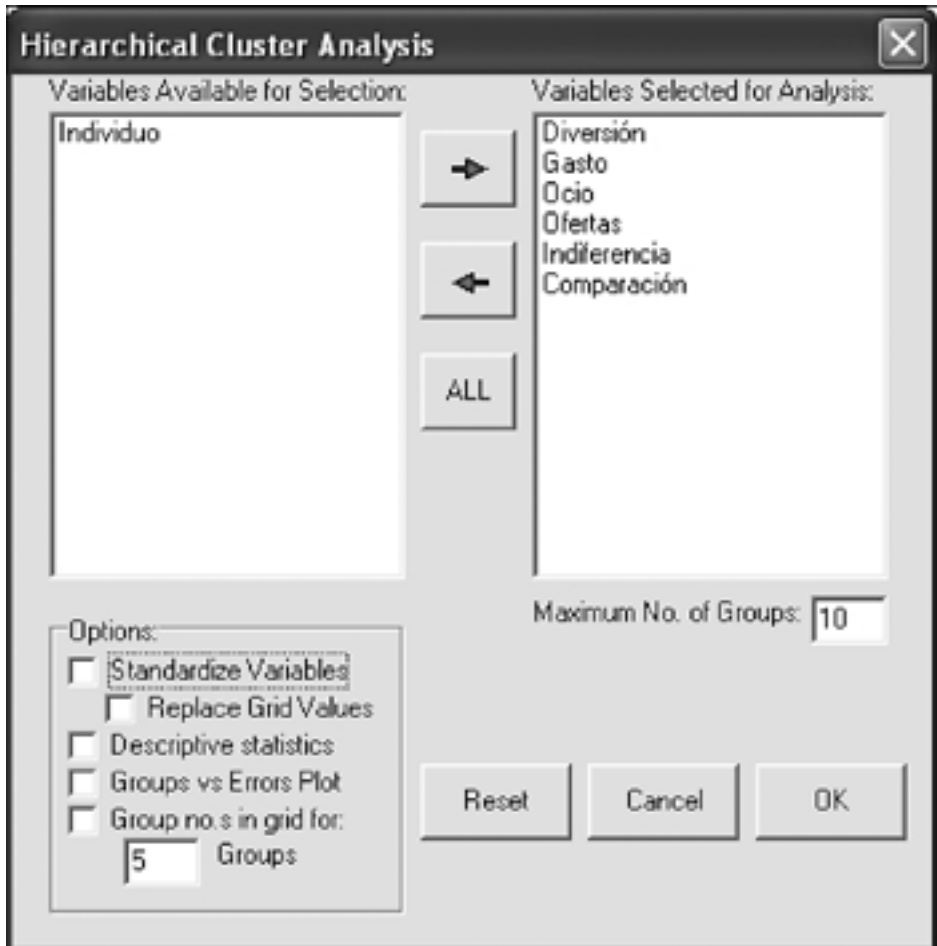 Hierarchical Cluster Analysis
Variables Available for Selection:
Individuo
ALL
Variables Selected for Analysis:
Diversión
Gasto
Ocio
Ofertas
Indiferencia
Comparación
Maximum No. of Groups: 10
Options:
Standardize Variables
Replace Grid Values
Descriptive statistics
Groups vs Errors Plot
Group no.s in grid for:
5 Groups
Reset
Cancel
OK